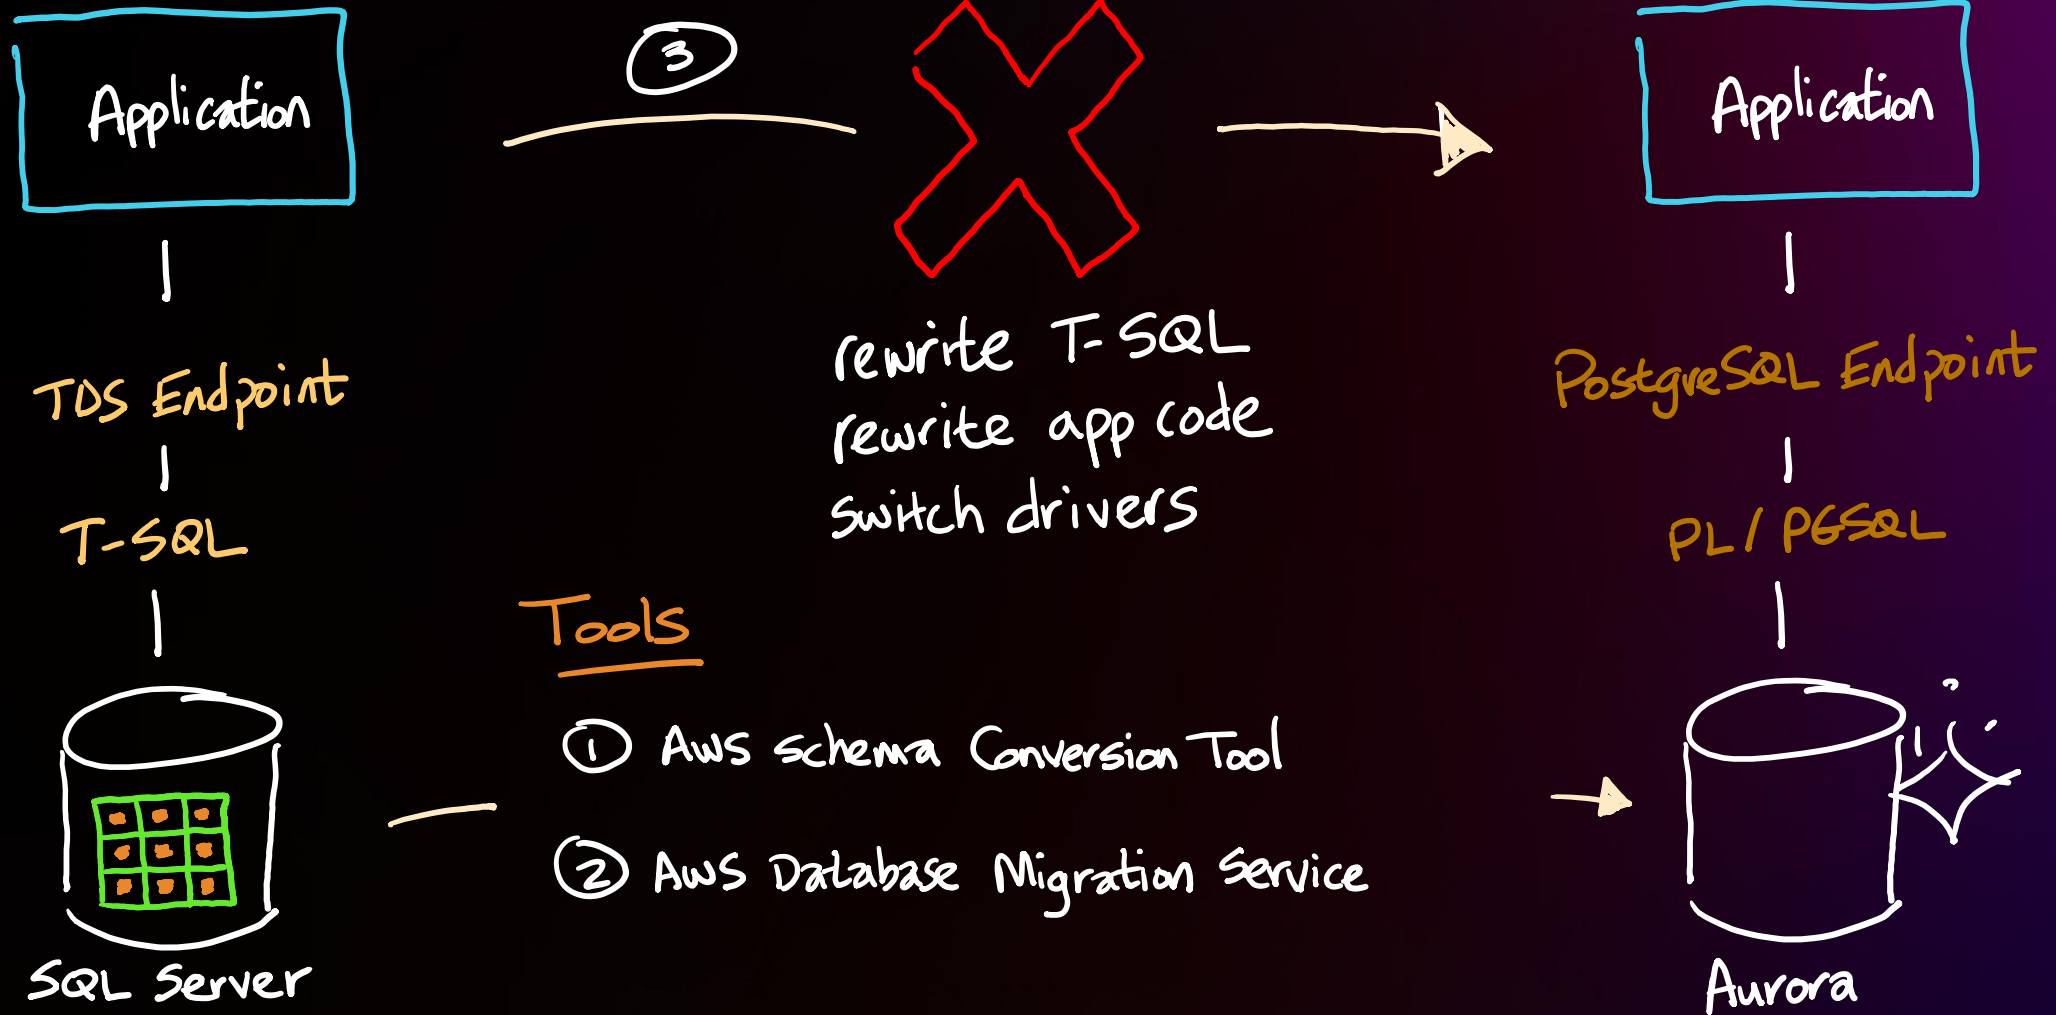 Application
3
Application
rewrite T-SQL
rewrite app code
switch drivers
TDS Endpoint
PostgreSQL Endpoint
T-SQL
PL/PGSQL
Tools
1 AWS Schema Conversion Tool
2 AWS Database Migration Service
SQL Server
Aurora